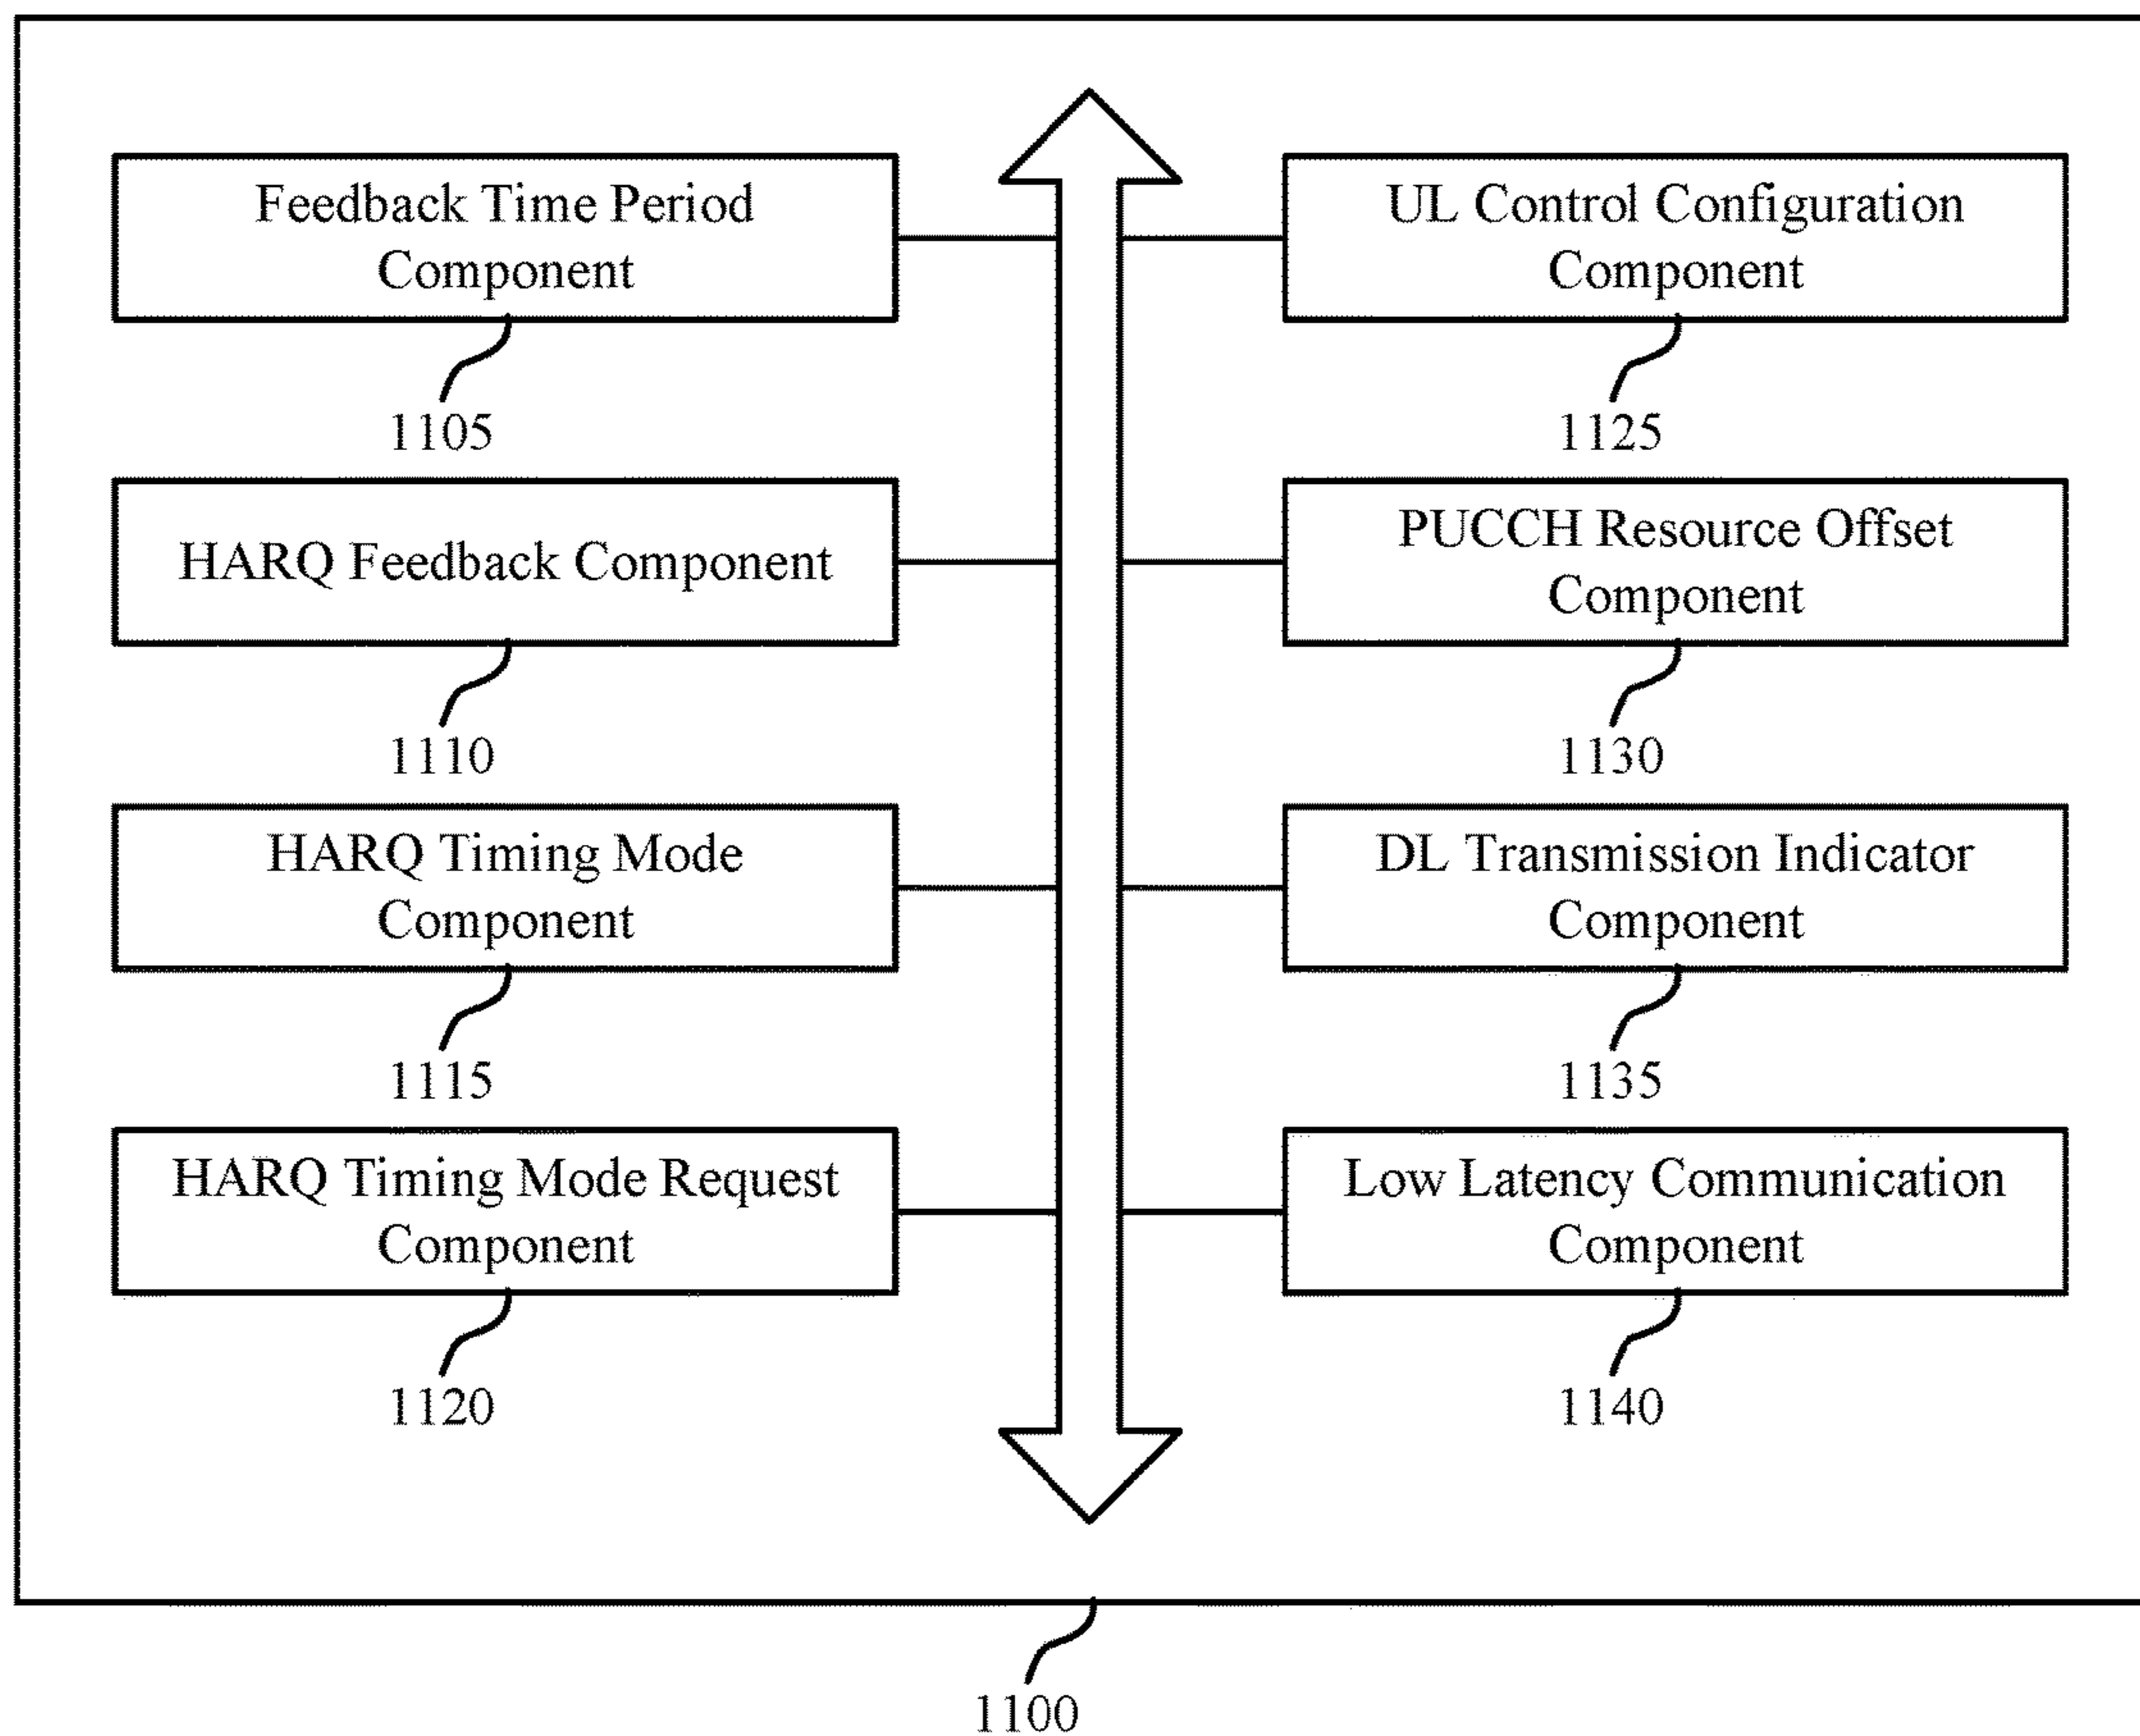 Feedback Time Period
Component
1105
HARQ Feedback Component
1110
HARQ Timing Mode
Component
1115
HARQ Timing Mode Request
Component
1120
UL Control Configuration
Component
1125
PUCCH Resource Offset
Component
1130
DL Transmission Indicator
Component
1135
Low Latency Communication
Component
1140
1100